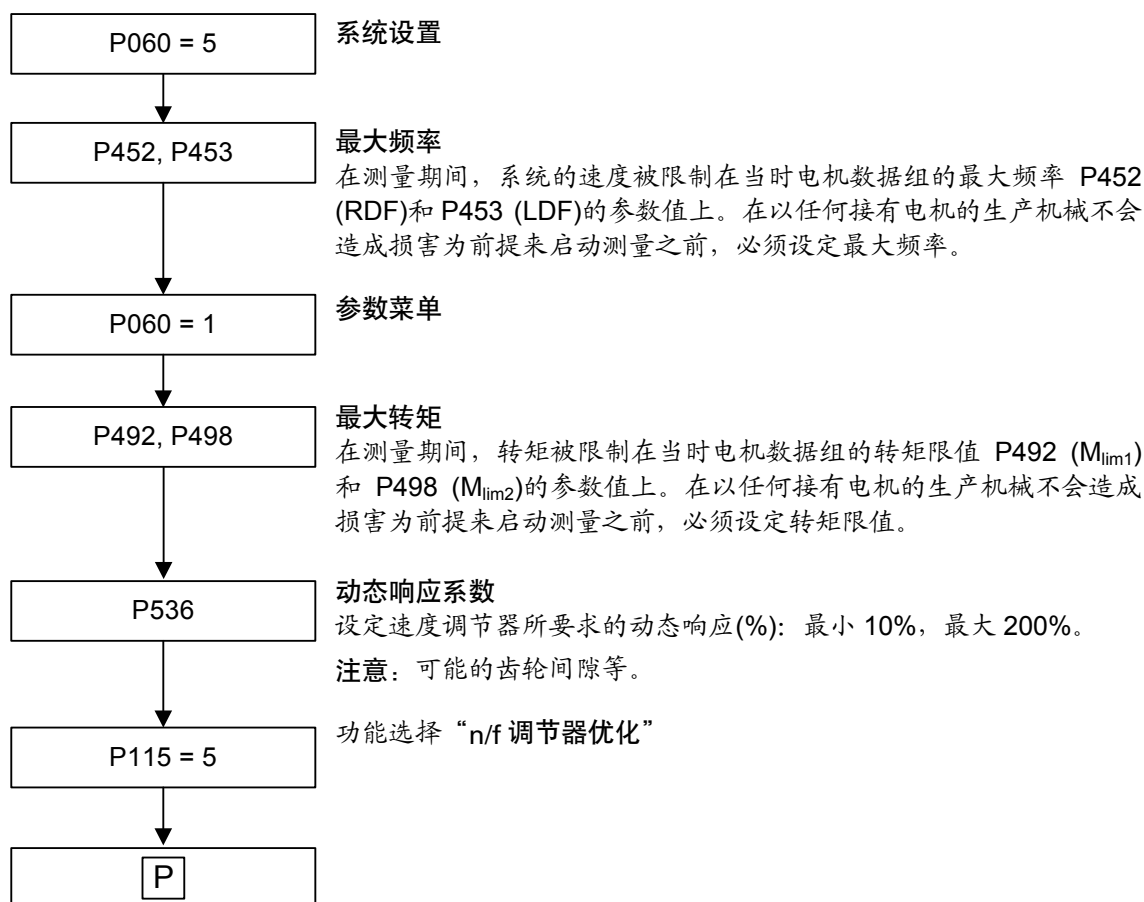 P060 = 5
系统设置
P452, P453
最大频率
在测量期间，系统的速度被限制在当时电机数据组的最大频率 P452
(RDF)和 P453 (LDF)的参数值上。在以任何接有电机的生产机械不会
造成损害为前提来启动测量之前，必须设定最大频率。
P060 = 1
参数菜单
P492, P498
最大转矩
在测量期间，转矩被限制在当时电机数据组的转矩限值 P492 (Mlim1)
和 P498 (Mlim2)的参数值上。在以任何接有电机的生产机械不会造成
损害为前提来启动测量之前，必须设定转矩限值。
P536
动态响应系数
设定速度调节器所要求的动态响应(%)：最小 10%，最大 200%。
注意：可能的齿轮间隙等。
P115 = 5
功能选择“n/f 调节器优化”
P